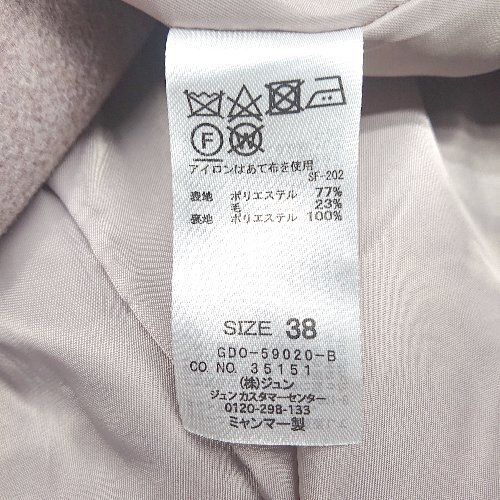 F W
アイロンはあて布を使用
SF-202
表地 ポリエステル 77%
毛 23%
裏地 ポリエステル 100%
SIZE 38
GDO-59020-B
CO NO. 35151
(株)ジュン
ジュンカスタマーセンター
0120-298-133
ミャンマー製